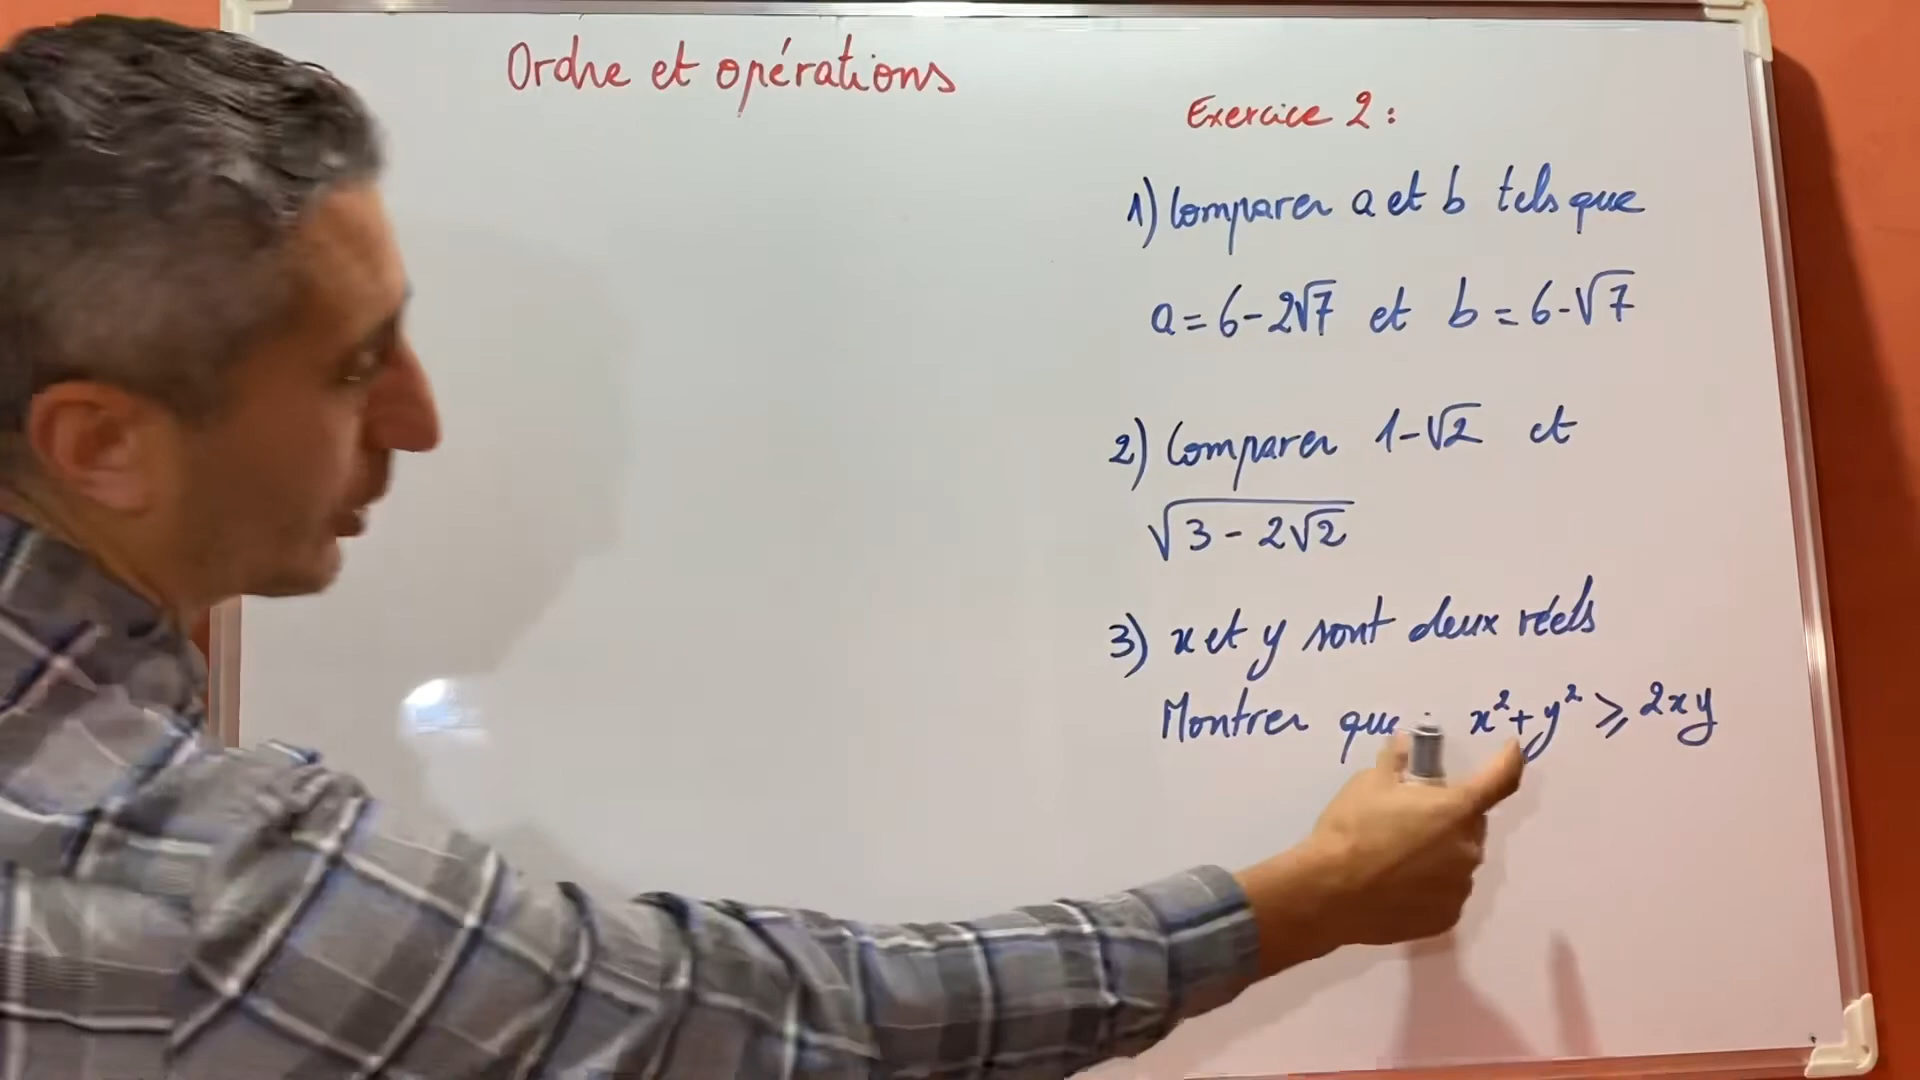 Ordre et opérations
Exercice 2 :
1) Comparer a et b tels que
a = 6 - 2√7 et b = 6 - √7
2) Comparer 1 - √2 et
√(3 - 2√2)
3) x et y sont deux réels
Montrer que : x² + y² ⩾ 2xy